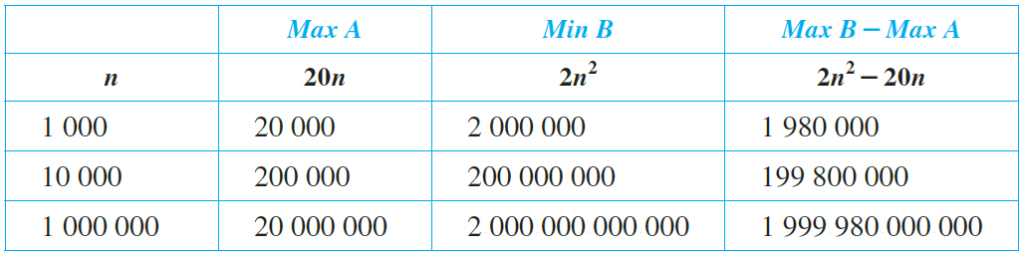 Max A Min B Max B – Max A
n 20n 2n² 2n² – 20n
1 000 20 000 2 000 000 1 980 000
10 000 200 000 200 000 000 199 800 000
1 000 000 20 000 000 2 000 000 000 000 1 999 980 000 000